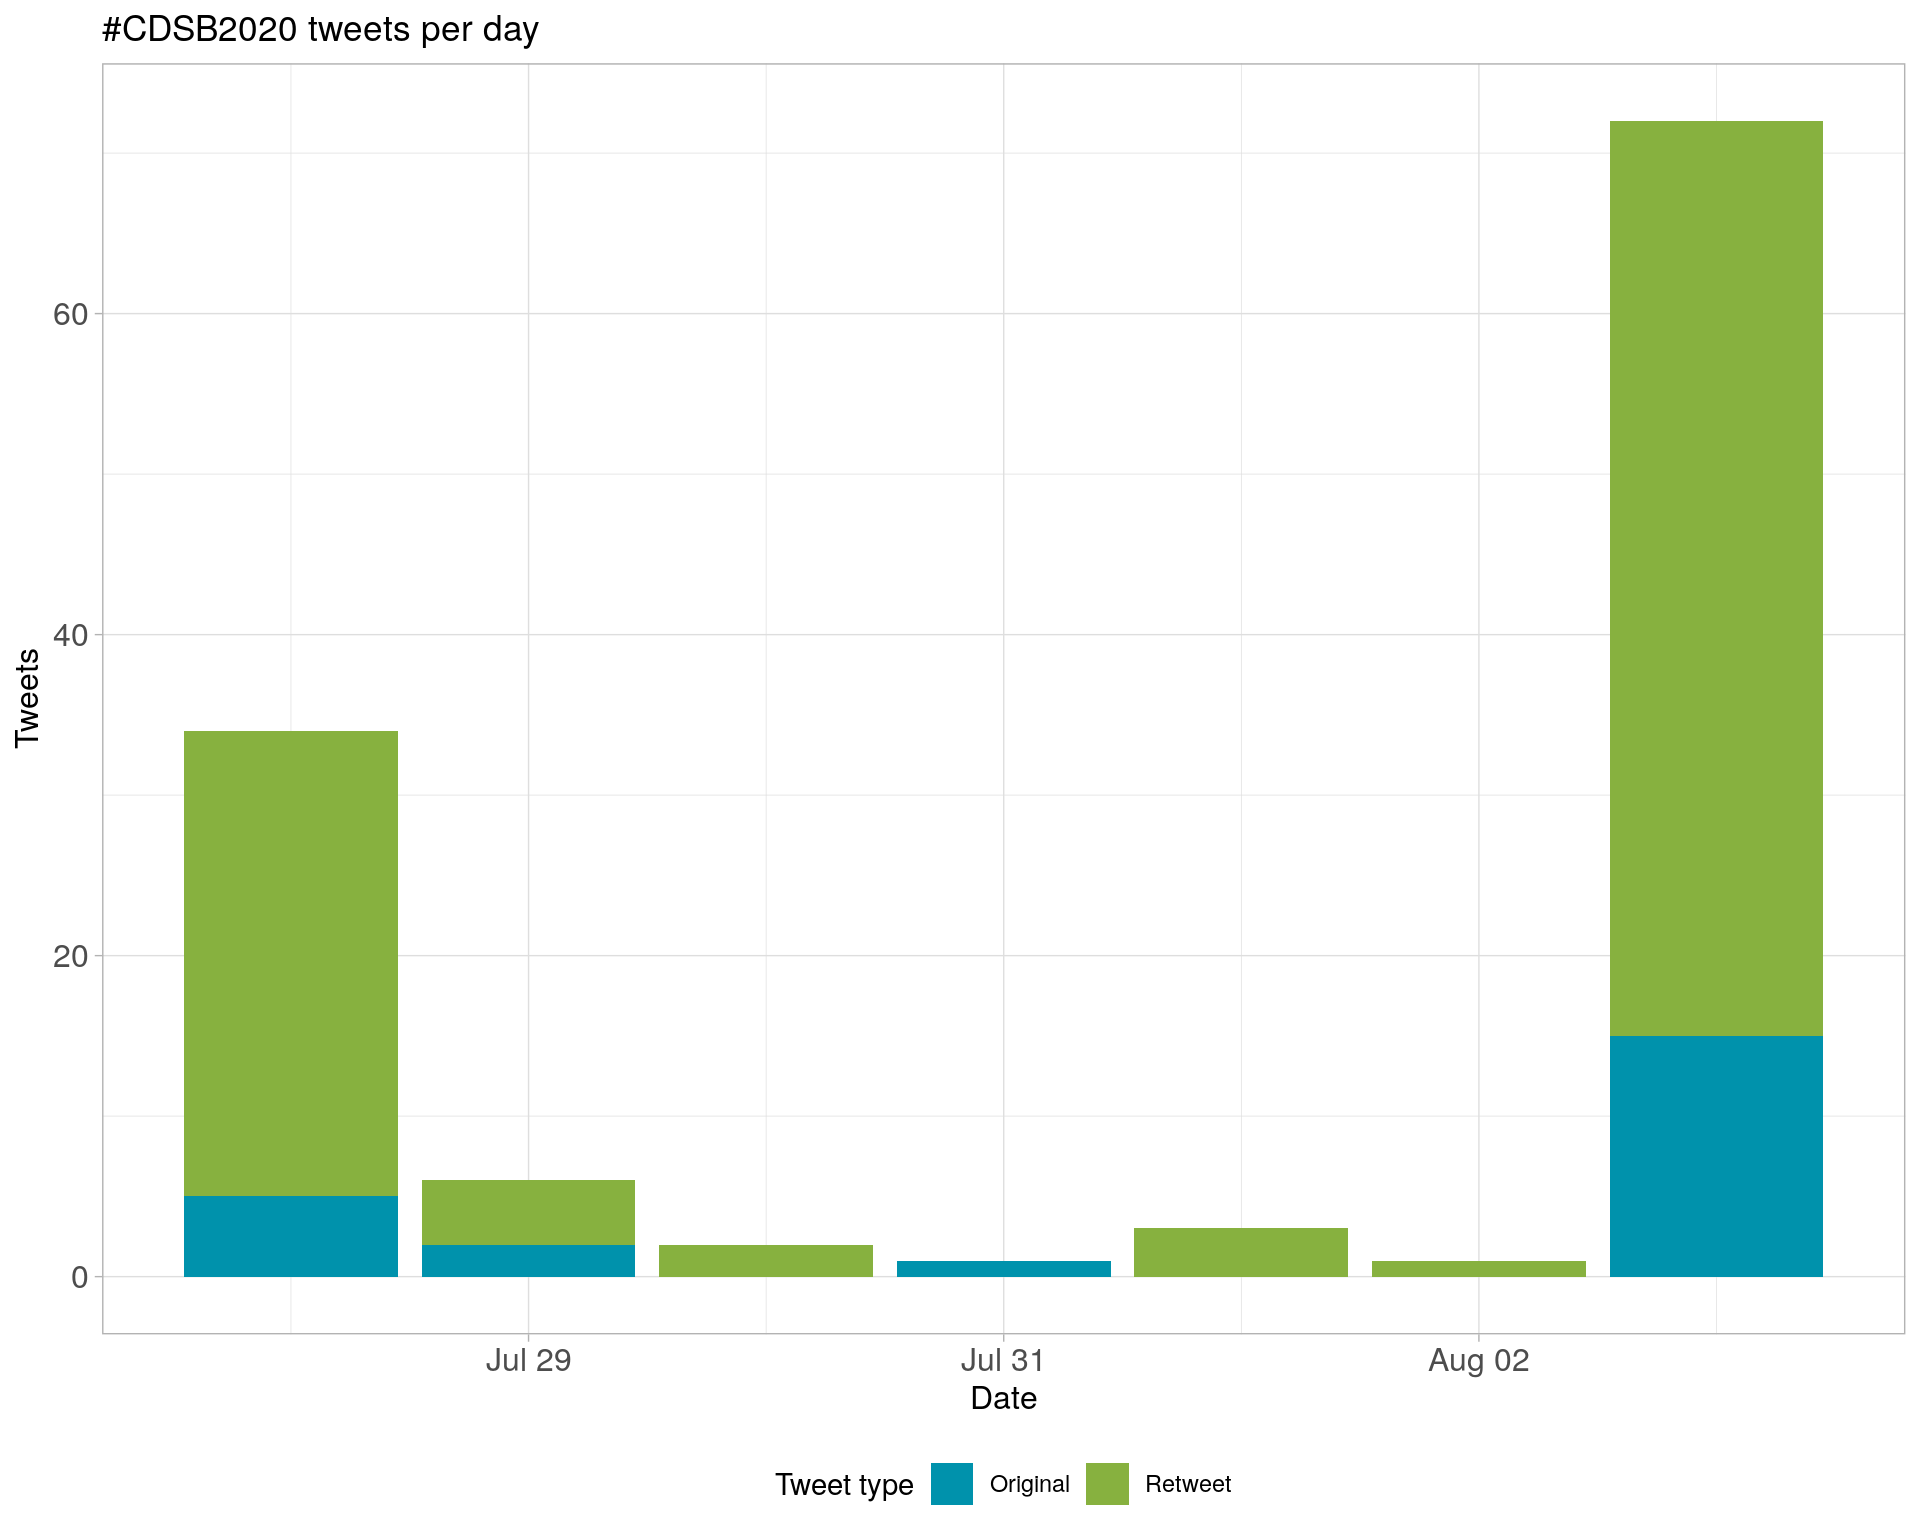 #CDSB2020 tweets per day
Tweets
60
40
20
0
Jul 29 Jul 31 Aug 02
Date
Tweet type Original Retweet